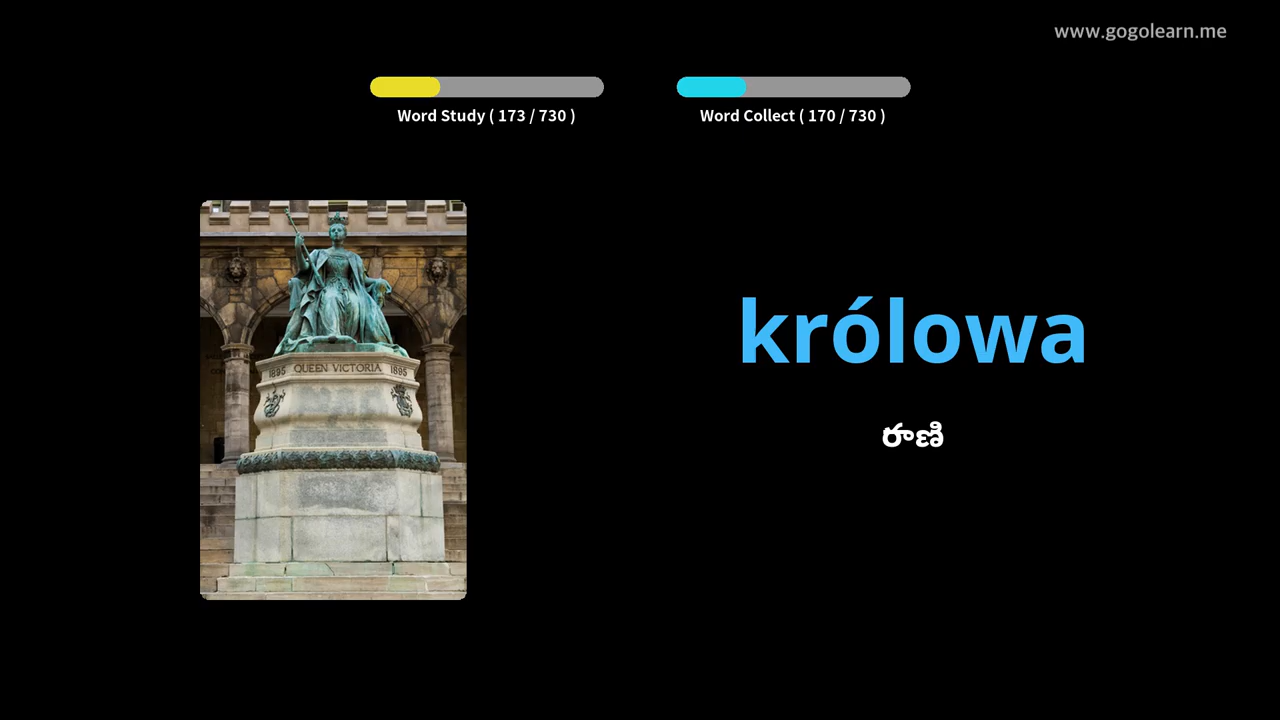 www.gogolearn.me
Word Study ( 173 / 730 )
Word Collect ( 170 / 730 )
1895 QUEEN VICTORIA 1895
królowa
రాణి